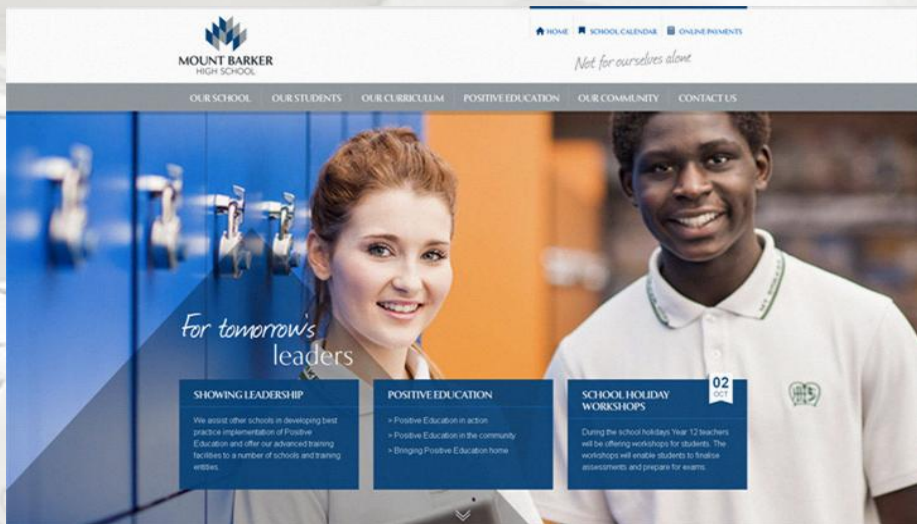 HOME SCHOOL CALENDAR ONLINE PAYMENTS
MOUNT BARKER
HIGH SCHOOL
Not for ourselves alone
OUR SCHOOL OUR STUDENTS OUR CURRICULUM POSITIVE EDUCATION OUR COMMUNITY CONTACT US
For tomorrow's
leaders
SHOWING LEADERSHIP
We assist other schools in developing best
practice implementation of Positive
Education and offer our advanced training
facilities to a number of schools and training
entities.
POSITIVE EDUCATION
> Positive Education in action
> Positive Education in the community
> Bringing Positive Education home
02
OCT
SCHOOL HOLIDAY
WORKSHOPS
During the school holidays Year 12 teachers
will be offering workshops for students. The
workshops will enable students to finalise
assessments and prepare for exams.